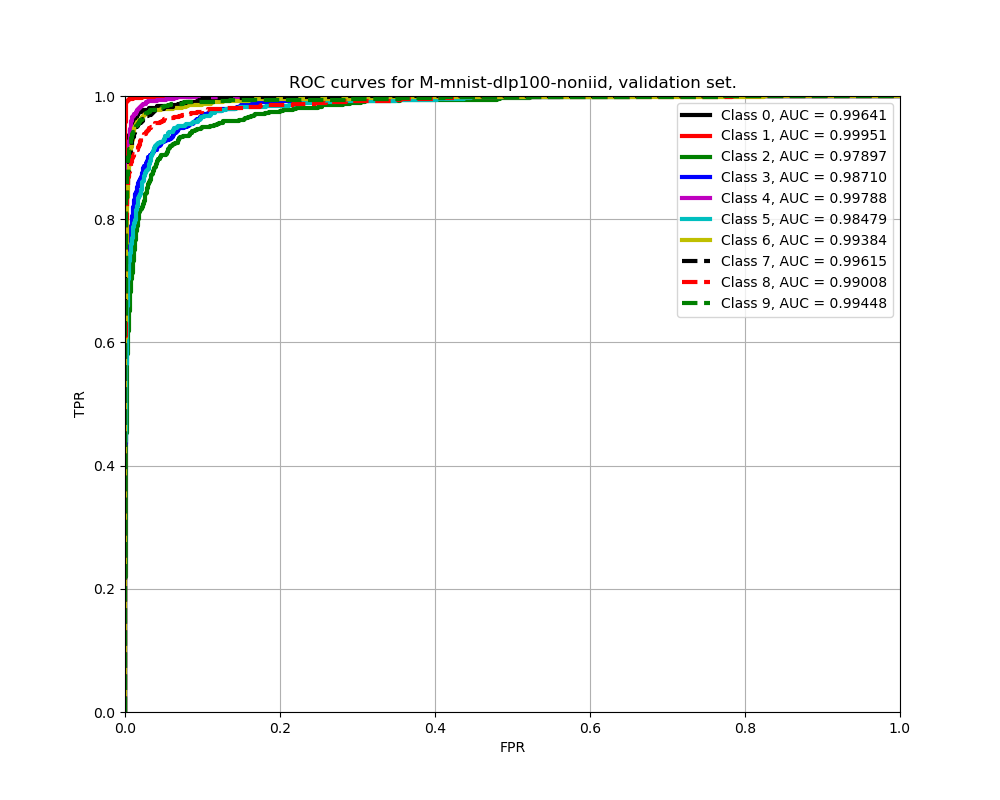 ROC curves for M-mnist-dlp100-noniid, validation set.
1.0
0.8
0.6
0.4
0.2
0.0
TPR
Class 0, AUC = 0.99641
Class 1, AUC = 0.99951
Class 2, AUC = 0.97897
Class 3, AUC = 0.98710
Class 4, AUC = 0.99788
Class 5, AUC = 0.98479
Class 6, AUC = 0.99384
Class 7, AUC = 0.99615
Class 8, AUC = 0.99008
Class 9, AUC = 0.99448
0.0 0.2 0.4 0.6 0.8 1.0
FPR